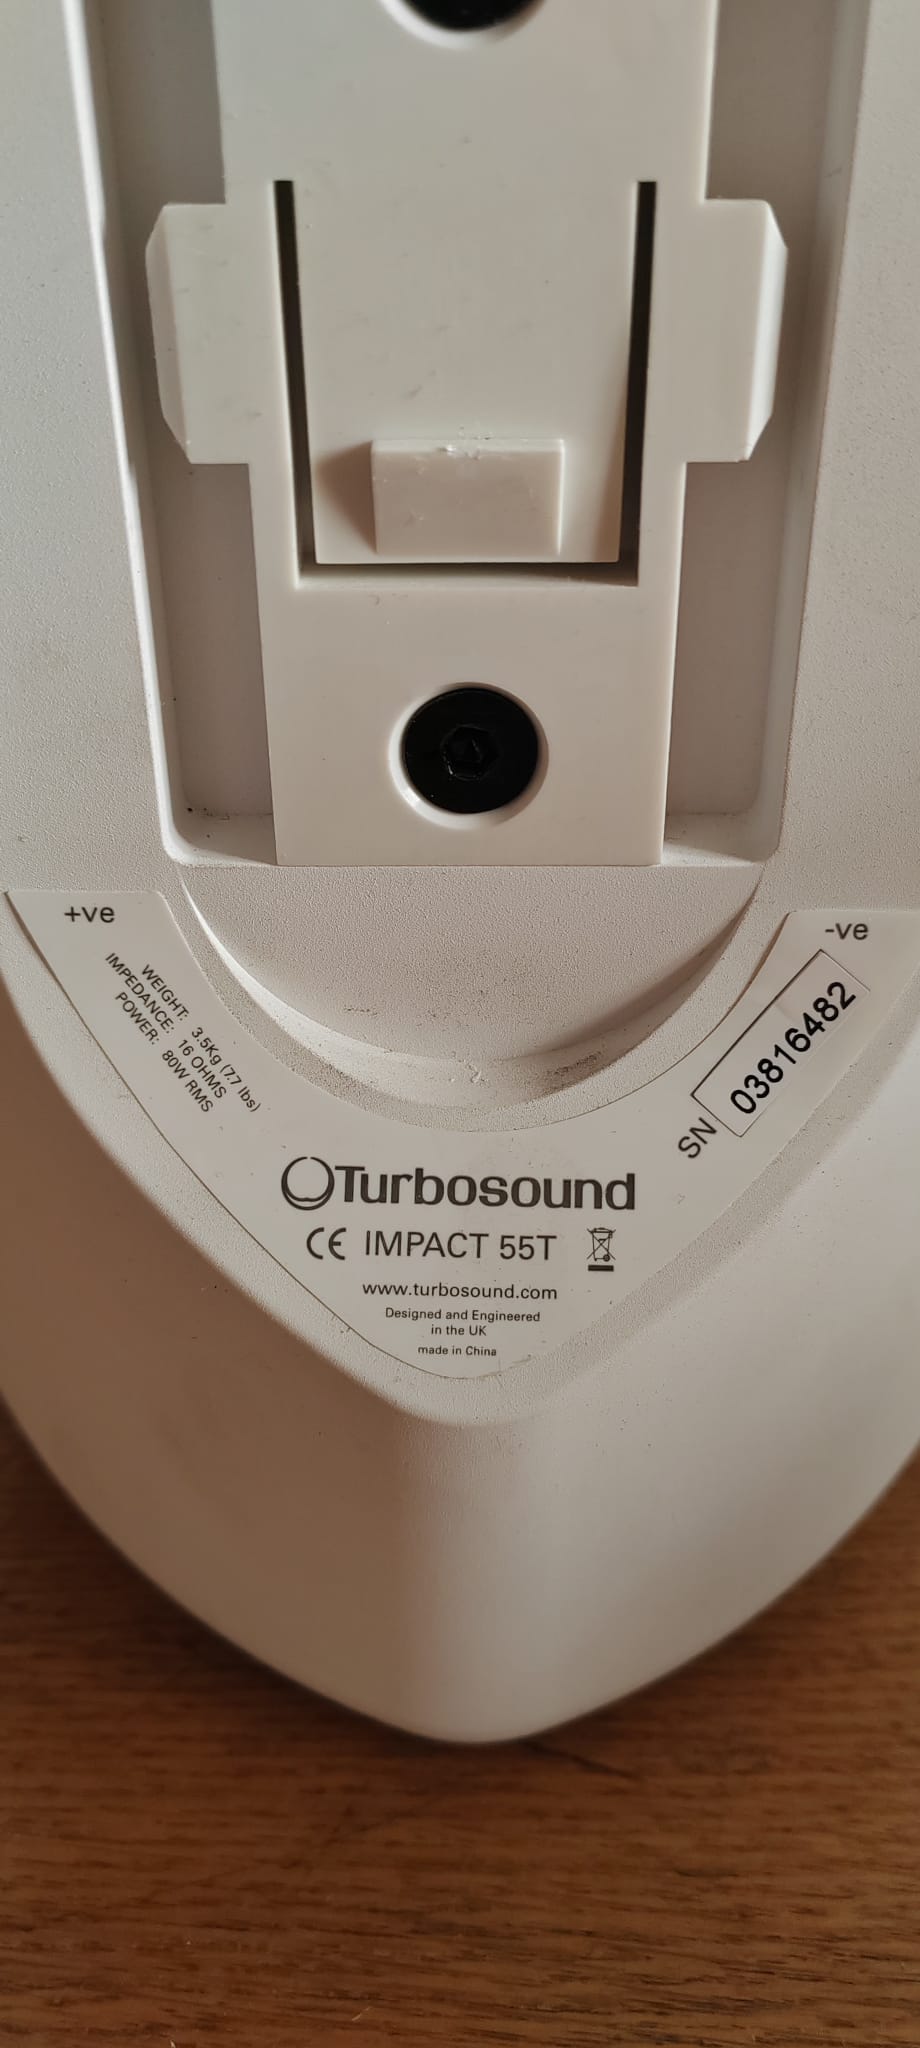 +ve
-ve
WEIGHT: 3.5Kg (7.7 lbs)
IMPEDANCE: 16 OHMS
POWER: 80W RMS
SN 03816482
Turbosound
CE IMPACT 55T
www.turbosound.com
Designed and Engineered
in the UK
made in China